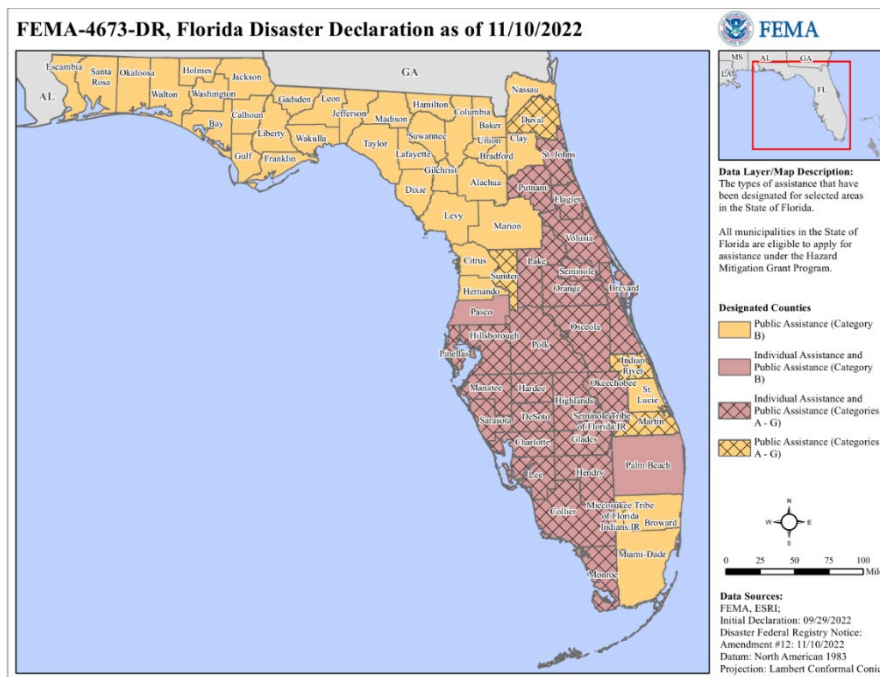 FEMA-4673-DR, Florida Disaster Declaration as of 11/10/2022
FEMA
MS
AL
GA
LA
FL
GA
AL
Escambia
Santa
Rosa
Okaloosa
Walton
Holmes
Washington
Jackson
Bay
Calhoun
Gulf
Liberty
Gadsden
Franklin
Leon
Wakulla
Jefferson
Madison
Taylor
Hamilton
Suwannee
Lafayette
Dixie
Gilchrist
Columbia
Baker
Union
Bradford
Alachua
Levy
Nassau
Duval
Clay
St. Johns
Putnam
Flagler
Marion
Volusia
Citrus
Sumter
Lake
Seminole
Hernando
Orange
Brevard
Pasco
Hillsborough
Pinellas
Polk
Osceola
Indian
River
Manatee
Hardee
Okeechobee
Highlands
St.
Lucie
Sarasota
DeSoto
Seminole Tribe
of Florida IR
Martin
Charlotte
Glades
Lee
Hendry
Palm Beach
Collier
Miccosukee Tribe
of Florida
Indians IR
Broward
Miami-Dade
Monroe
Data Layer/Map Description:
The types of assistance that have
been designated for selected areas
in the State of Florida.
All municipalities in the State of
Florida are eligible to apply for
assistance under the Hazard
Mitigation Grant Program.
Designated Counties
Public Assistance (Category
B)
Individual Assistance and
Public Assistance (Category
B)
Individual Assistance and
Public Assistance (Categories
A - G)
Public Assistance (Categories
A - G)
N
W
E
S
0 25 50 75 100
Mile
Data Sources:
FEMA, ESRI;
Initial Declaration: 09/29/2022
Disaster Federal Registry Notice:
Amendment #12: 11/10/2022
Datum: North American 1983
Projection: Lambert Conformal Conic